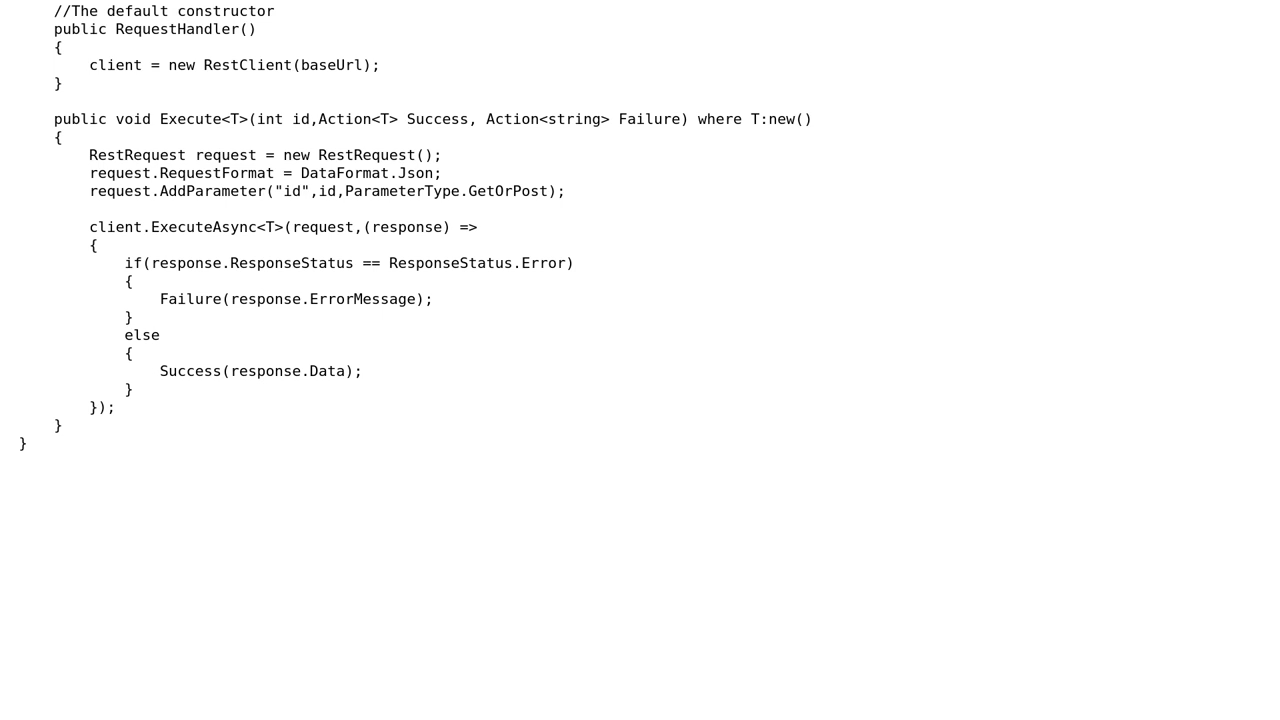 //The default constructor
public RequestHandler()
{
client = new RestClient(baseUrl);
}
public void Execute<T>(int id,Action<T> Success, Action<string> Failure) where T:new()
{
RestRequest request = new RestRequest();
request.RequestFormat = DataFormat.Json;
request.AddParameter("id",id,ParameterType.GetOrPost);
client.ExecuteAsync<T>(request,(response) =>
{
if(response.ResponseStatus == ResponseStatus.Error)
{
Failure(response.ErrorMessage);
}
else
{
Success(response.Data);
}
});
}
}